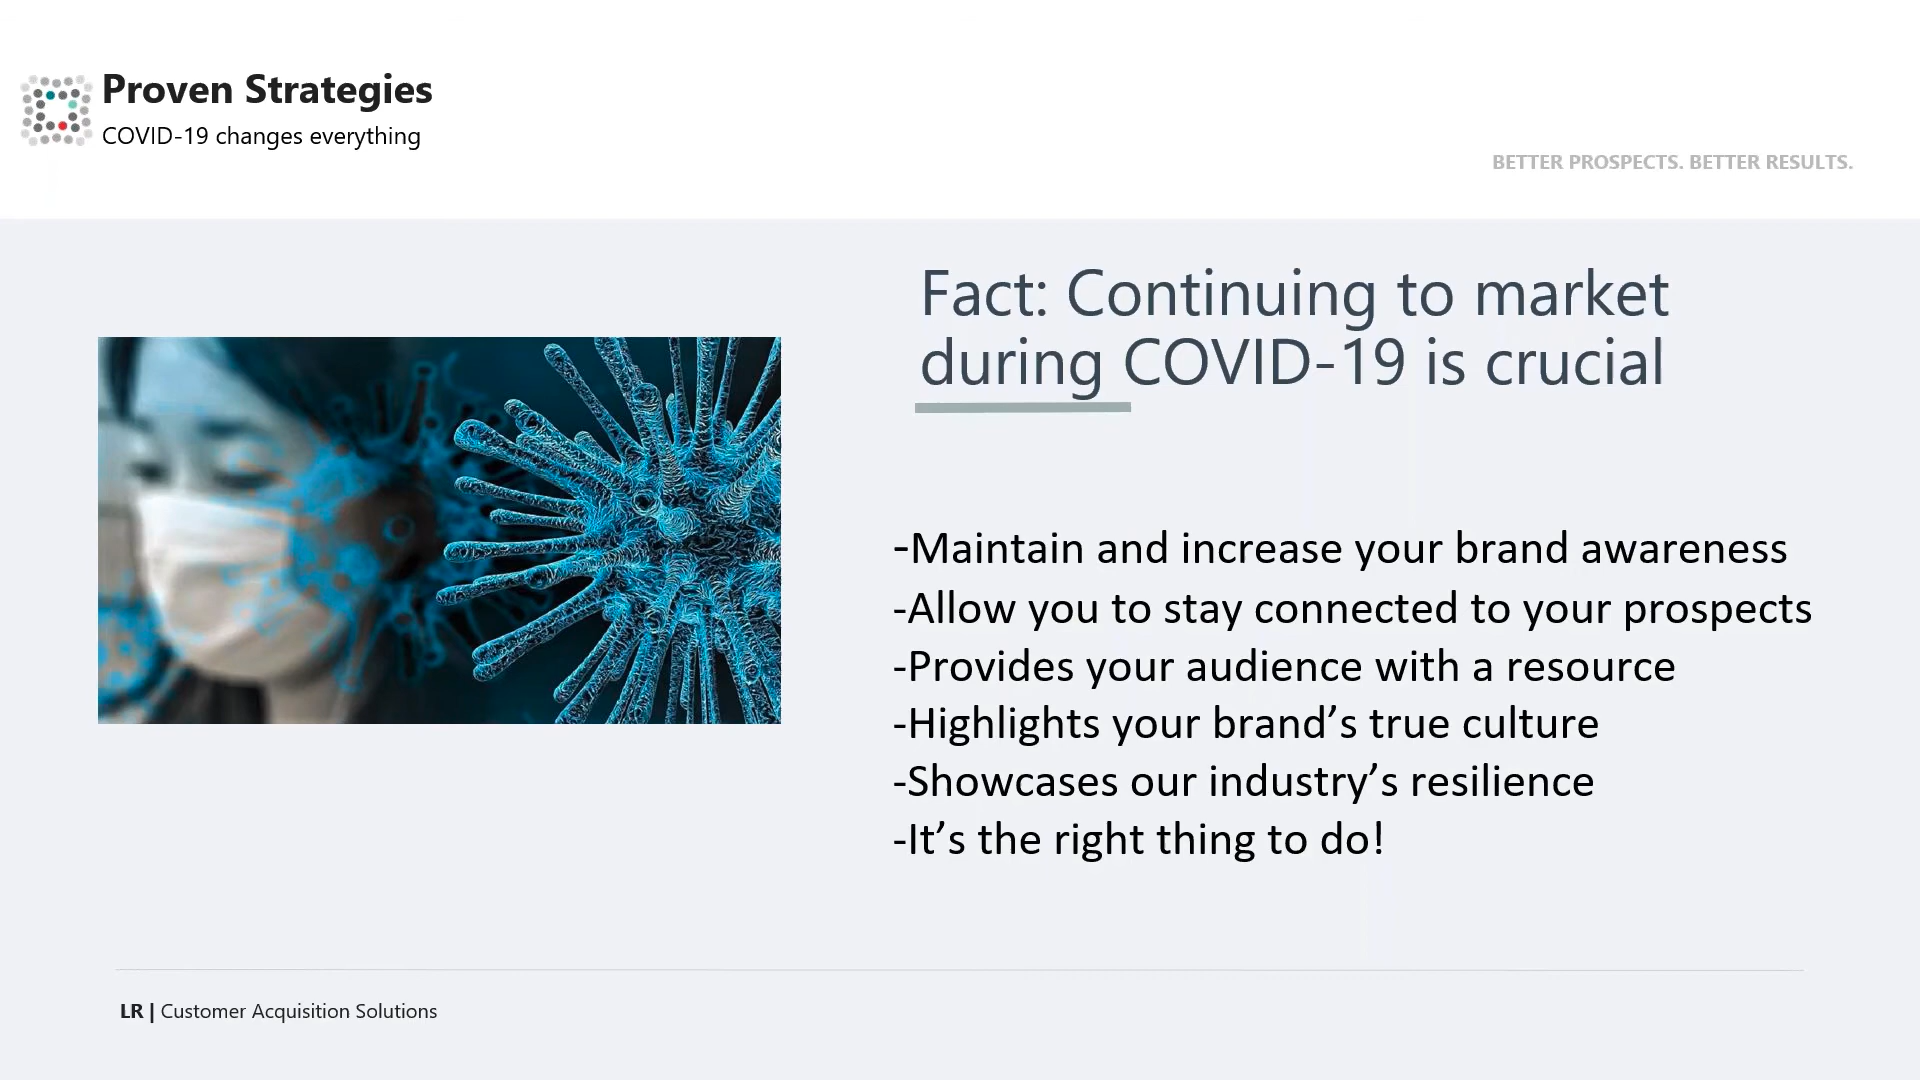 Proven Strategies
COVID-19 changes everything
BETTER PROSPECTS. BETTER RESULTS.
Fact: Continuing to market
during COVID-19 is crucial
-Maintain and increase your brand awareness
-Allow you to stay connected to your prospects
-Provides your audience with a resource
-Highlights your brand’s true culture
-Showcases our industry’s resilience
-It’s the right thing to do!
LR | Customer Acquisition Solutions